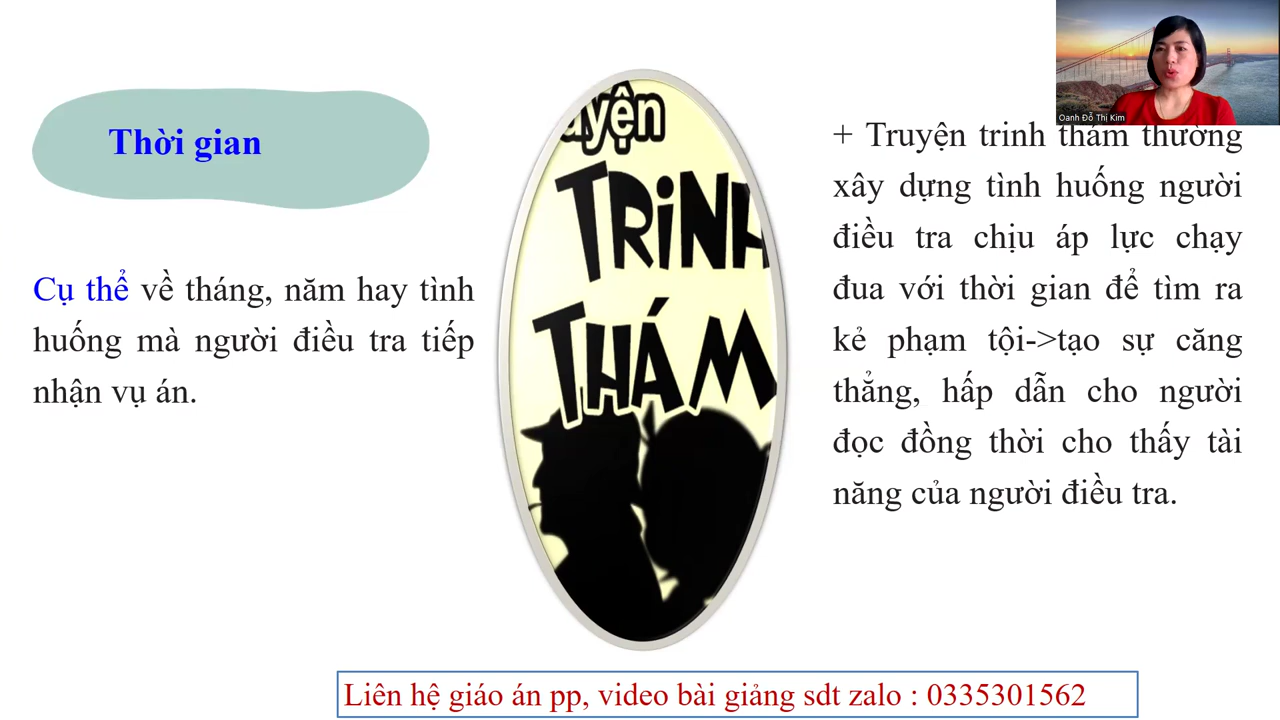 Thời gian
Cụ thể về tháng, năm hay tình
huống mà người điều tra tiếp
nhận vụ án.
TRINH
THÁM
Oanh Đỗ Thị Kim
+ Truyện trinh thám thường
xây dựng tình huống người
điều tra chịu áp lực chạy
đua với thời gian để tìm ra
kẻ phạm tội->tạo sự căng
thẳng, hấp dẫn cho người
đọc đồng thời cho thấy tài
năng của người điều tra.
Liên hệ giáo án pp, video bài giảng sdt zalo : 0335301562